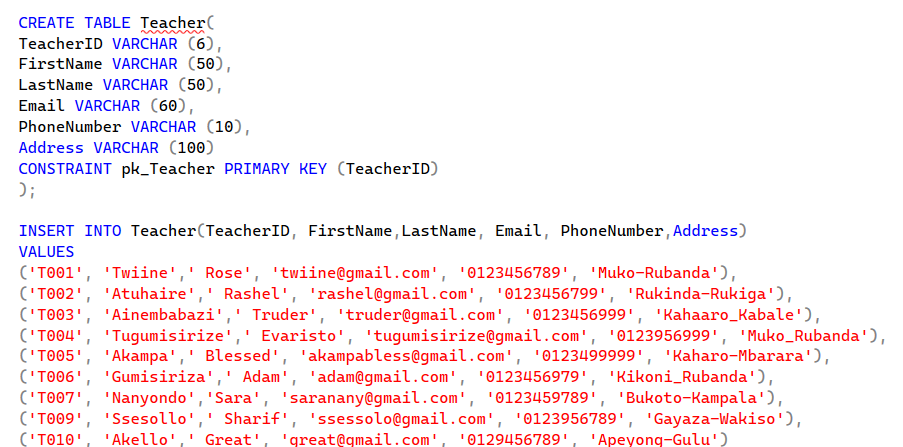 CREATE TABLE Teacher(
TeacherID VARCHAR (6),
FirstName VARCHAR (50),
LastName VARCHAR (50),
Email VARCHAR (60),
PhoneNumber VARCHAR (10),
Address VARCHAR (100)
CONSTRAINT pk_Teacher PRIMARY KEY (TeacherID)
);
INSERT INTO Teacher(TeacherID, FirstName,LastName, Email, PhoneNumber,Address)
VALUES
('T001', 'Twiine',' Rose', 'twiine@gmail.com', '0123456789', 'Muko-Rubanda'),
('T002', 'Atuhaire',' Rashel', 'rashel@gmail.com', '0123456799', 'Rukinda-Rukiga'),
('T003', 'Ainembabazi',' Truder', 'truder@gmail.com', '0123456999', 'Kahaaro_Kabale'),
('T004', 'Tugumisirize',' Evaristo', 'tugumisirize@gmail.com', '0123956999', 'Muko_Rubanda'),
('T005', 'Akampa',' Blessed', 'akampabless@gmail.com', '0123499999', 'Kaharo-Mbarara'),
('T006', 'Gumisiriza',' Adam', 'adam@gmail.com', '0123456979', 'Kikoni_Rubanda'),
('T007', 'Nanyondo','Sara', 'saranany@gmail.com', '0123459789', 'Bukoto-Kampala'),
('T009', 'Ssesollo',' Sharif', 'ssessolo@gmail.com', '0123956789', 'Gayaza-Wakiso'),
('T010', 'Akello',' Great', 'great@gmail.com', '0129456789', 'Apeyong-Gulu')